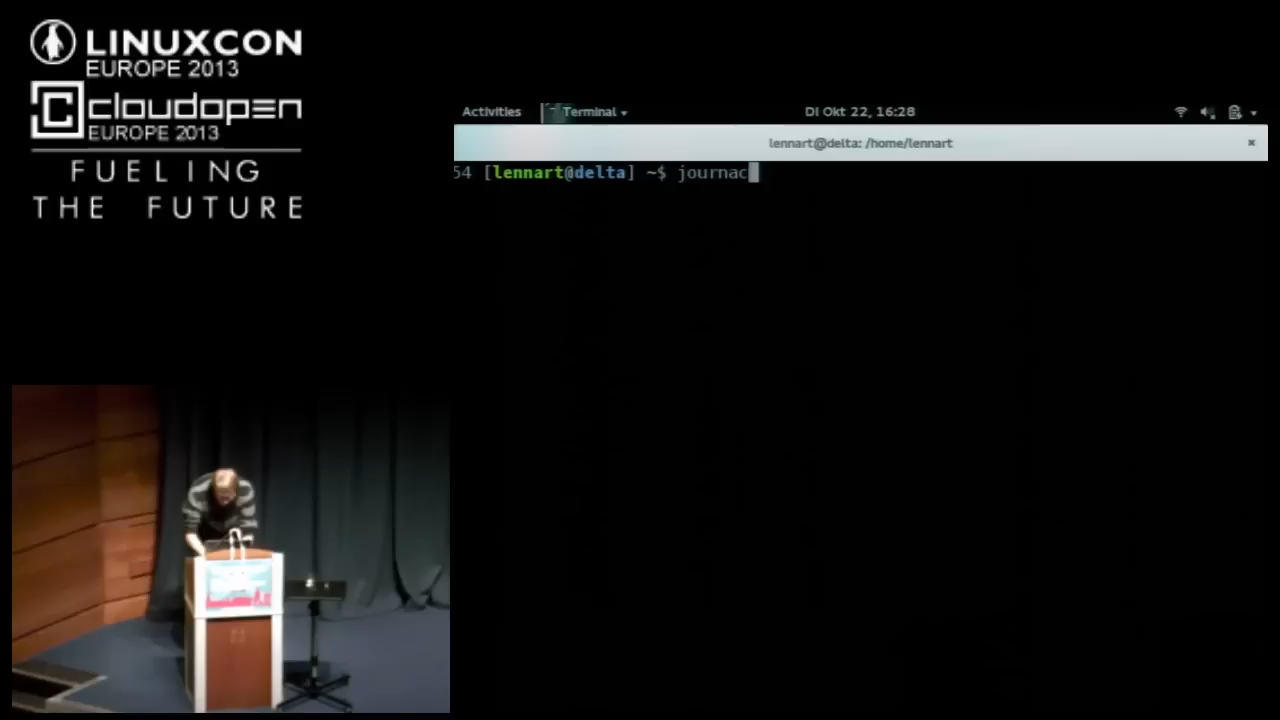 LINUXCON
EUROPE 2013
cloudopen
EUROPE 2013
FUELING
THE FUTURE
Activities
Terminal
DI Okt 22, 16:28
lennart@delta: /home/lennart
×
54 [lennart@delta] ~$ journac